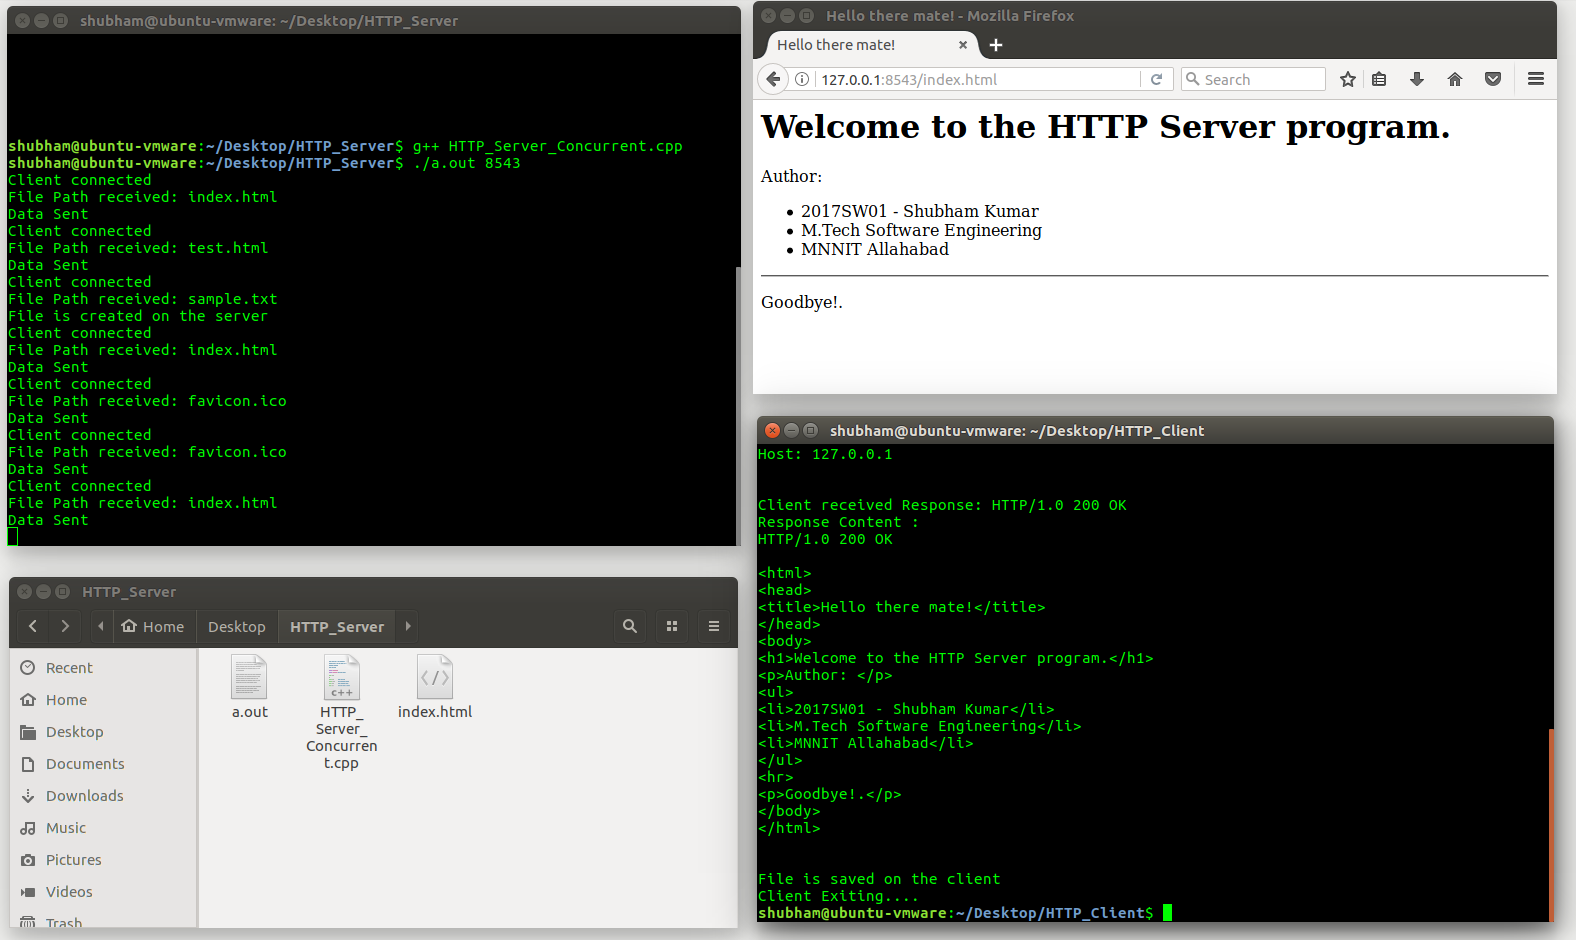 shubham@ubuntu-vmware: ~/Desktop/HTTP_Server
shubham@ubuntu-vmware:~/Desktop/HTTP_Server$ g++ HTTP_Server_Concurrent.cpp
shubham@ubuntu-vmware:~/Desktop/HTTP_Server$ ./a.out 8543
Client connected
File Path received: index.html
Data Sent
Client connected
File Path received: test.html
Data Sent
Client connected
File Path received: sample.txt
File is created on the server
Client connected
File Path received: index.html
Data Sent
Client connected
File Path received: favicon.ico
Data Sent
Client connected
File Path received: favicon.ico
Data Sent
Client connected
File Path received: index.html
Data Sent
Hello there mate! - Mozilla Firefox
Hello there mate!
127.0.0.1:8543/index.html
Search
Welcome to the HTTP Server program.
Author:
2017SW01 - Shubham Kumar
M.Tech Software Engineering
MNNIT Allahabad
Goodbye!.
HTTP_Server
Home
Desktop
HTTP_Server
Recent
Home
Desktop
Documents
Downloads
Music
Pictures
Videos
Trash
a.out
c++
HTTP_
Server_
Concurren
t.cpp
index.html
shubham@ubuntu-vmware: ~/Desktop/HTTP_Client
Host: 127.0.0.1
Client received Response: HTTP/1.0 200 OK
Response Content :
HTTP/1.0 200 OK
<html>
<head>
<title>Hello there mate!</title>
</head>
<body>
<h1>Welcome to the HTTP Server program.</h1>
<p>Author: </p>
<ul>
<li>2017SW01 - Shubham Kumar</li>
<li>M.Tech Software Engineering</li>
<li>MNNIT Allahabad</li>
</ul>
<hr>
<p>Goodbye!.</p>
</body>
</html>
File is saved on the client
Client Exiting....
shubham@ubuntu-vmware:~/Desktop/HTTP_Client$